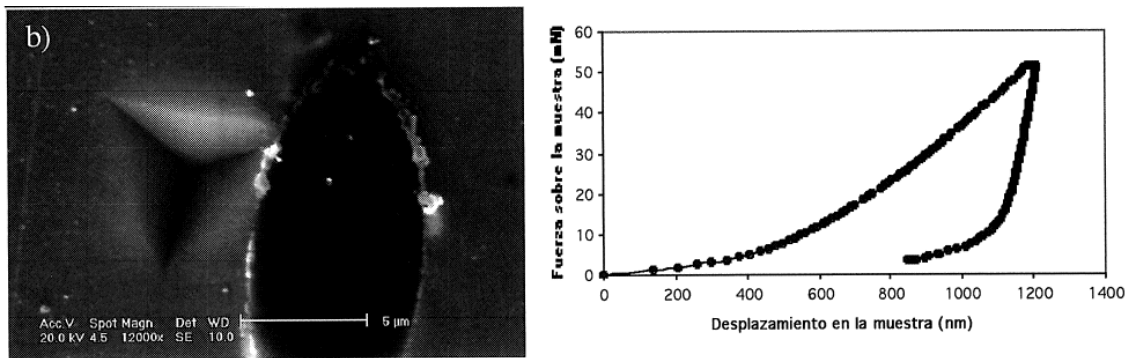 b)
Acc.V Spot Magn Det WD
20.0 kV 4.5 12000x SE 10.0
5 µm
Fuerza sobre la muestra (mN)
60
50
40
30
20
10
0
0 200 400 600 800 1000 1200 1400
Desplazamiento en la muestra (nm)